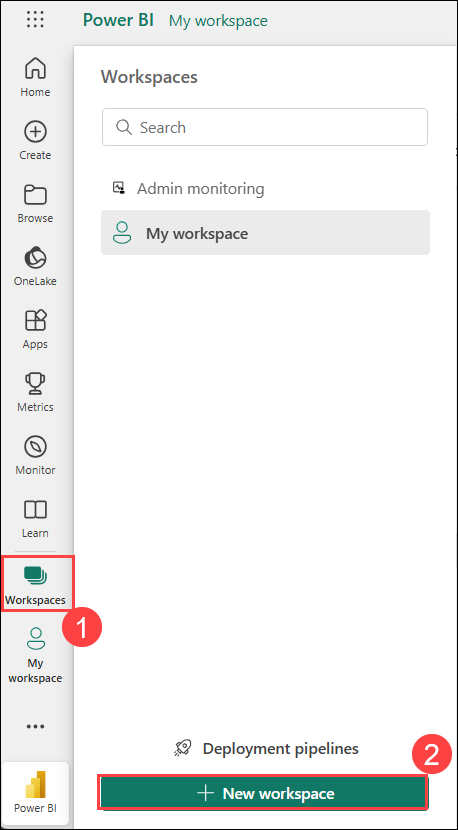 Power BI My workspace
Home
Create
Browse
OneLake
Apps
Metrics
Monitor
Learn
Workspaces
1
My
workspace
Power BI
Workspaces
Search
Admin monitoring
My workspace
Deployment pipelines
2
New workspace